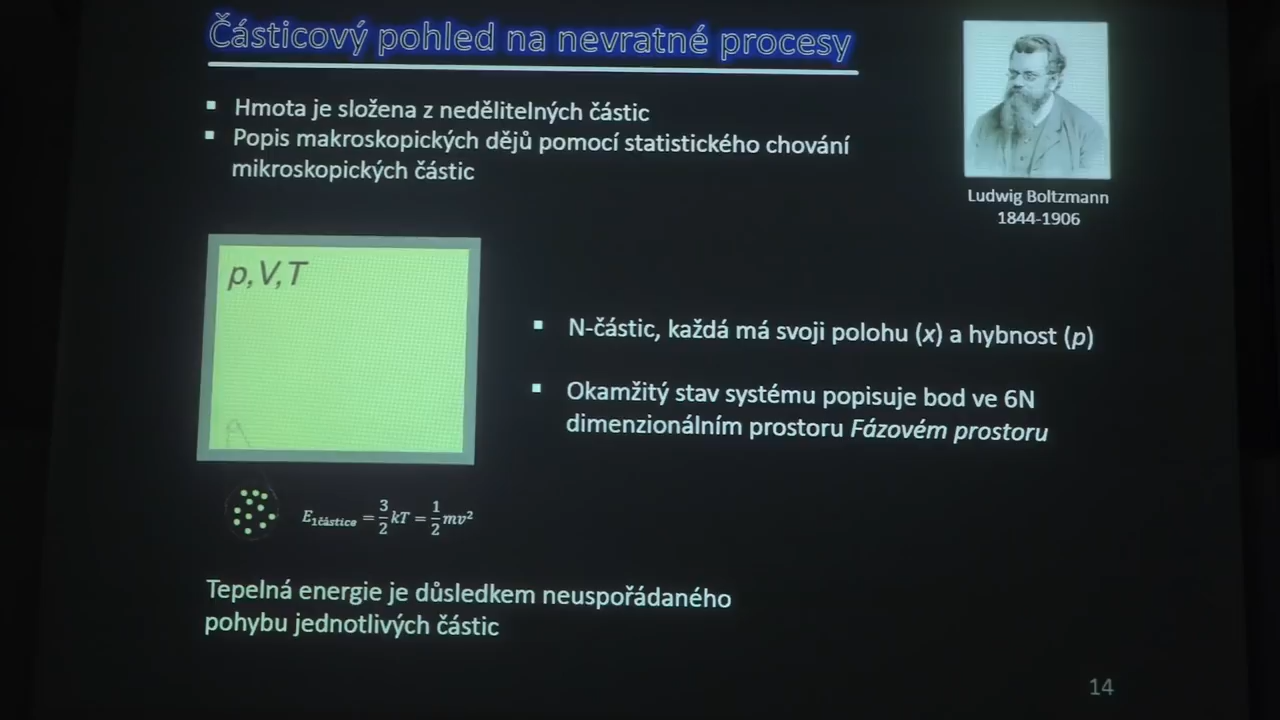 Částicový pohled na nevratné procesy
▪ Hmota je složena z nedělitelných částic
▪ Popis makroskopických dějů pomocí statistického chování
mikroskopických částic
Ludwig Boltzmann
1844-1906
p,V,T
▪ N-částic, každá má svoji polohu (x) a hybnost (p)
▪ Okamžitý stav systému popisuje bod ve 6N
dimenzionálním prostoru Fázovém prostoru
E₁částice = 3/2 kT = 1/2 mv²
Tepelná energie je důsledkem neuspořádaného
pohybu jednotlivých částic
14